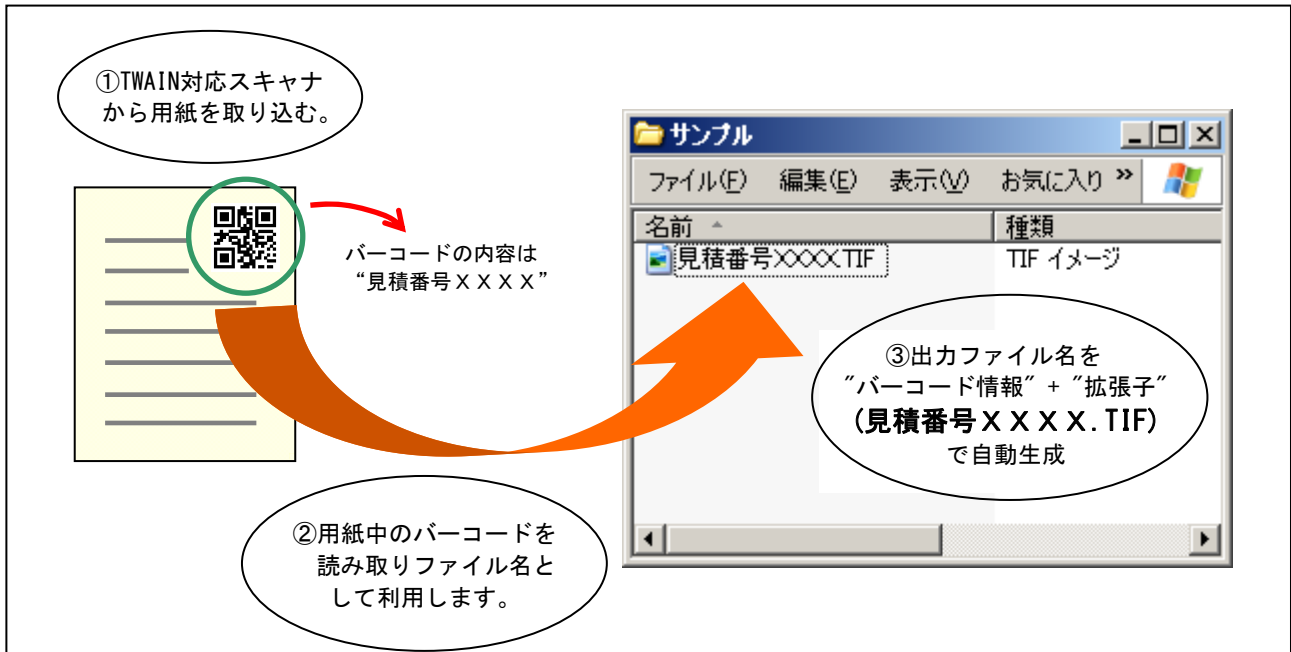 ①TWAIN対応スキャナ
から用紙を取り込む。
バーコードの内容は
“見積番号ＸＸＸＸ”
②用紙中のバーコードを
読み取りファイル名と
して利用します。
サンプル
ファイル(F) 編集(E) 表示(V) お気に入り »
名前 種類
見積番号XXXX.TIF TIF イメージ
③出力ファイル名を
″バーコード情報″ + ″拡張子″
(見積番号ＸＸＸＸ.TIF)
で自動生成